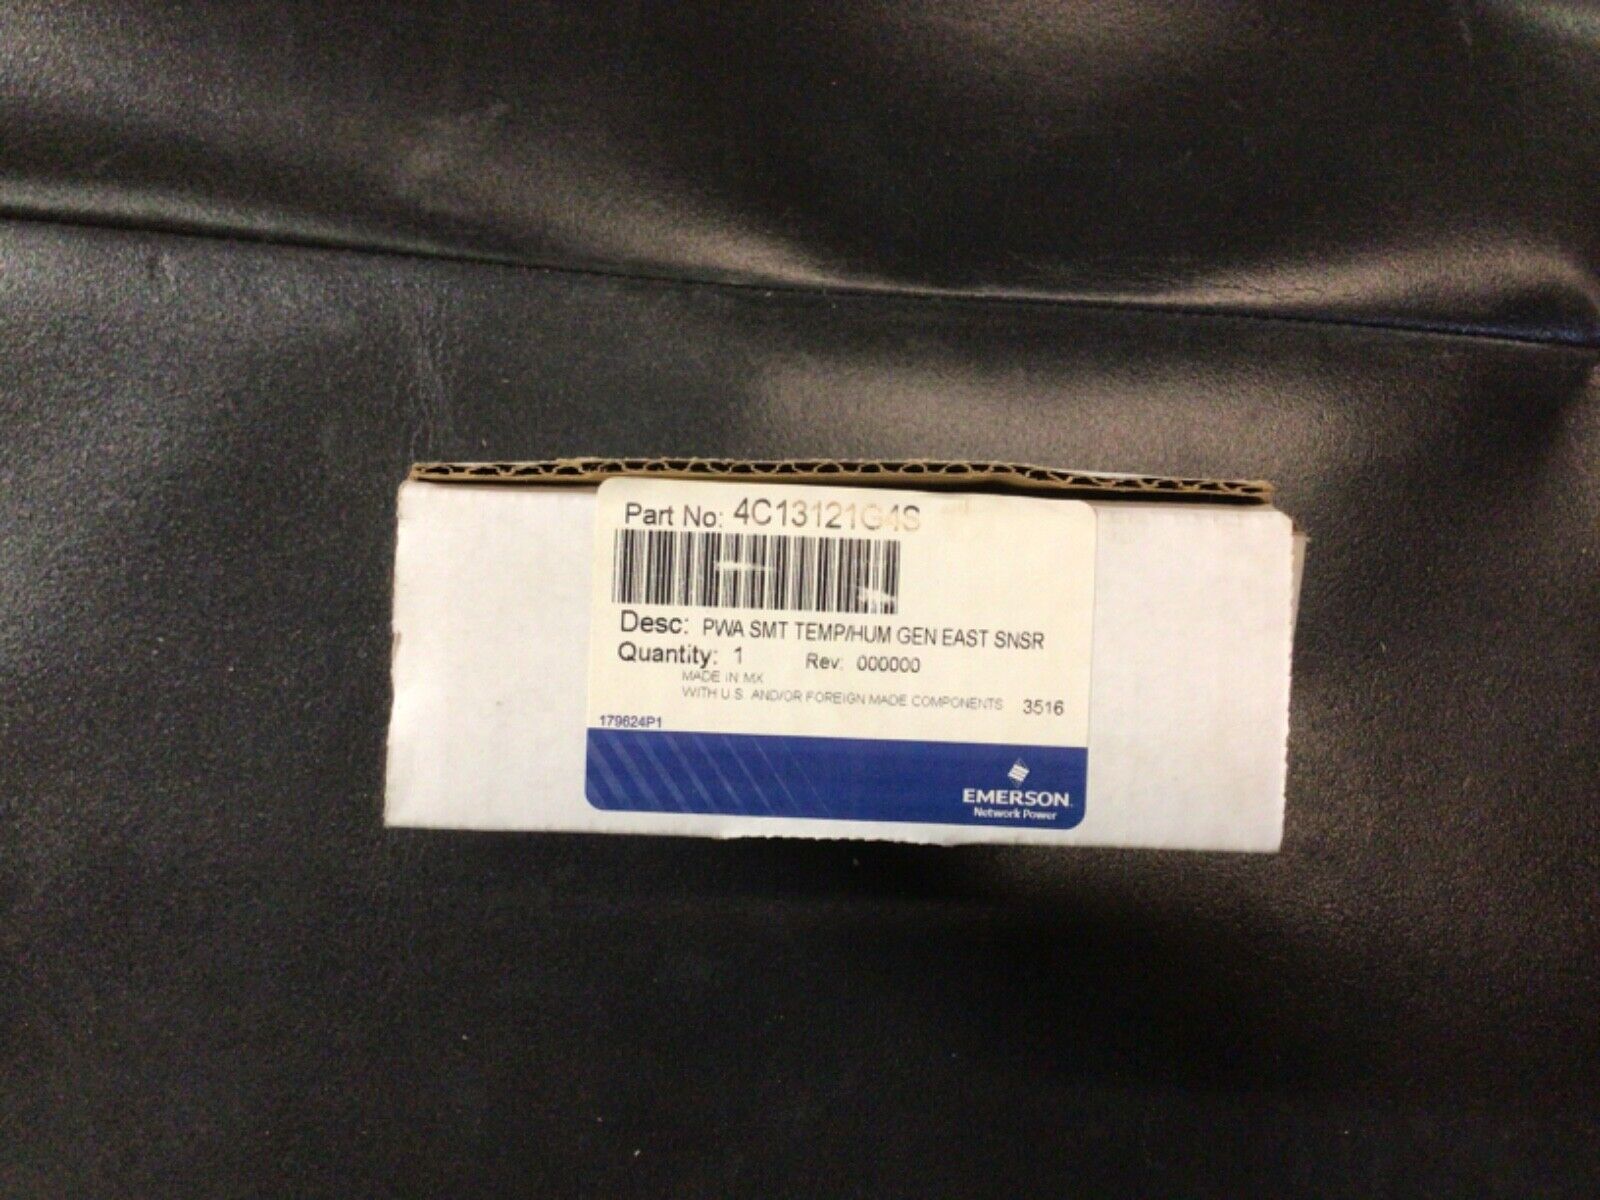 Part No: 4C13121G4S
Desc: PWA SMT TEMP/HUM GEN EAST SNSR
Quantity: 1 Rev: 000000
MADE IN MX
WITH U.S. AND/OR FOREIGN MADE COMPONENTS 3516
179624P1
EMERSON
Network Power